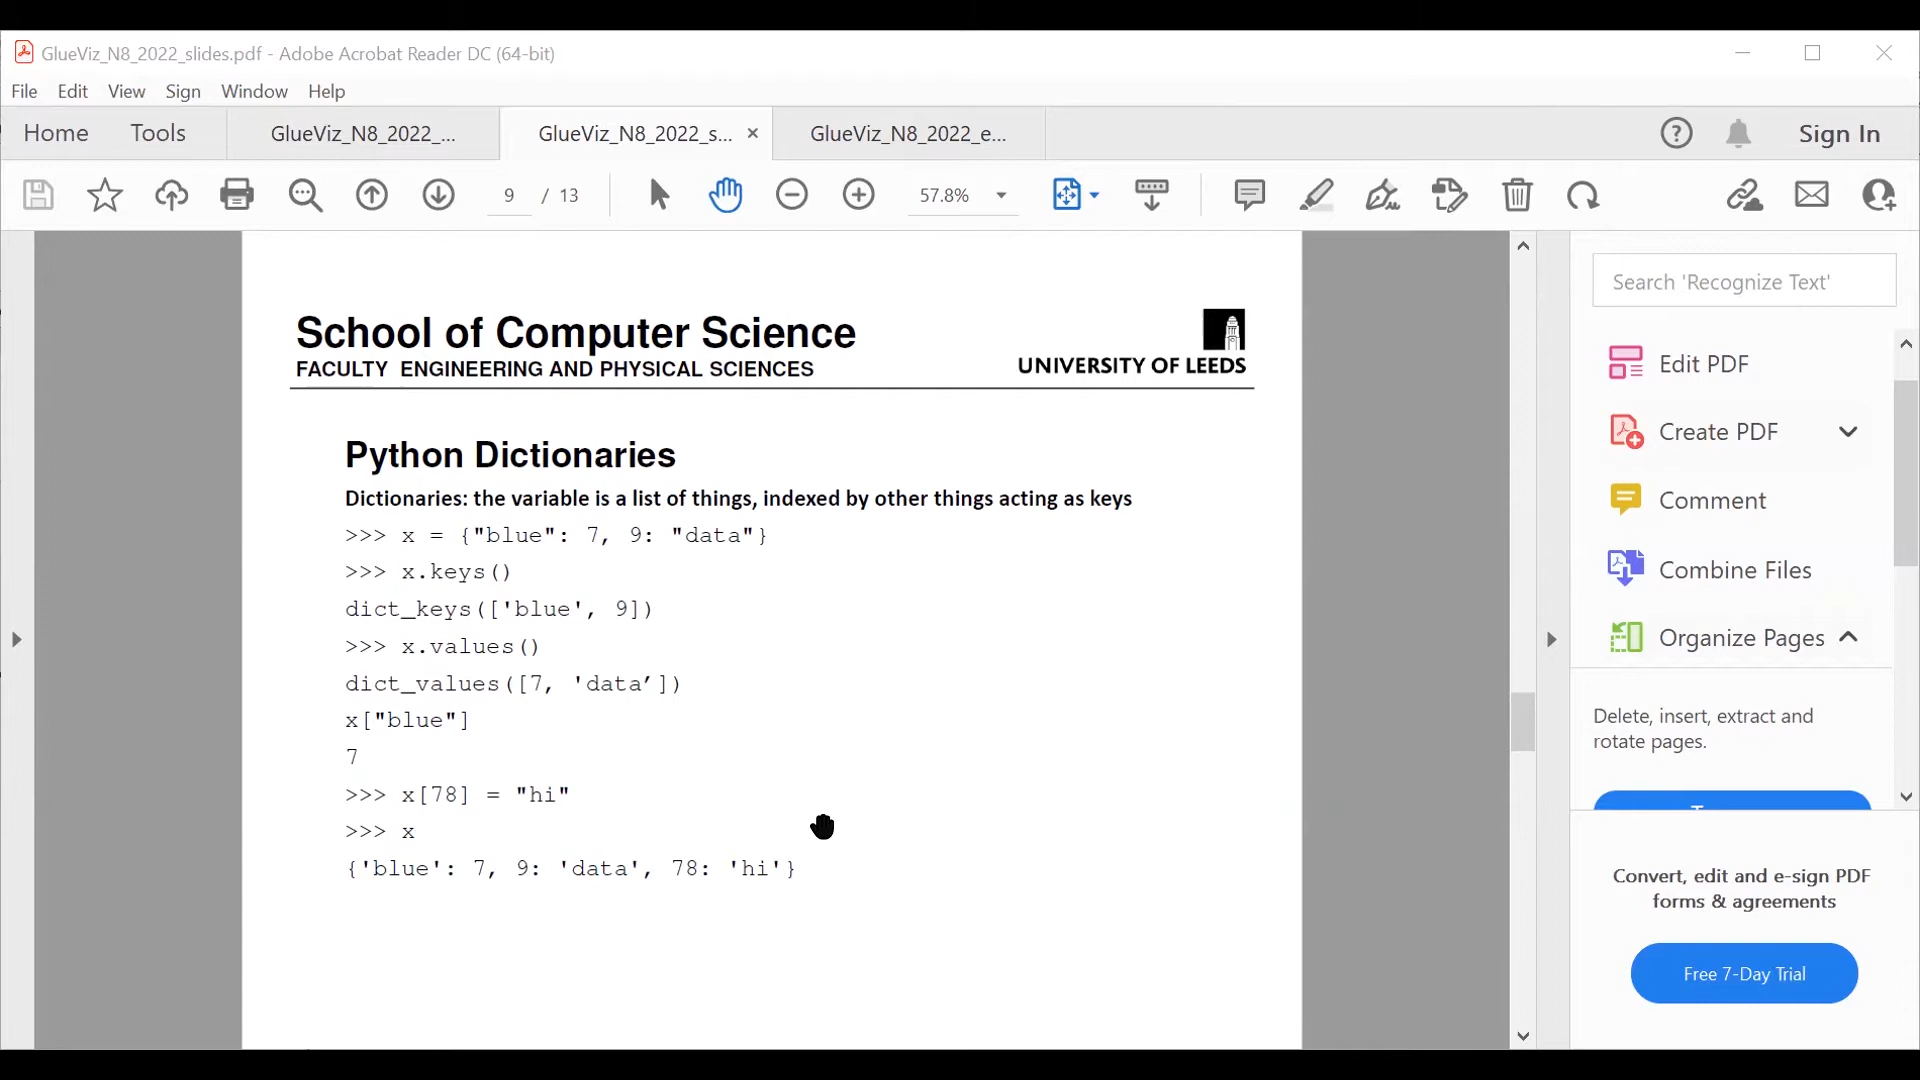 GlueViz_N8_2022_slides.pdf - Adobe Acrobat Reader DC (64-bit)
File Edit View Sign Window Help
Home Tools GlueViz_N8_2022_... GlueViz_N8_2022_s... GlueViz_N8_2022_e... Sign In
9 / 13 57.8%
Search 'Recognize Text'
School of Computer Science
FACULTY ENGINEERING AND PHYSICAL SCIENCES
UNIVERSITY OF LEEDS
Python Dictionaries
Dictionaries: the variable is a list of things, indexed by other things acting as keys
>>> x = {"blue": 7, 9: "data"}
>>> x.keys()
dict_keys(['blue', 9])
>>> x.values()
dict_values([7, 'data’])
x["blue"]
7
>>> x[78] = "hi"
>>> x
{'blue': 7, 9: 'data', 78: 'hi'}
Edit PDF
Create PDF
Comment
Combine Files
Organize Pages
Delete, insert, extract and
rotate pages.
Convert, edit and e-sign PDF
forms & agreements
Free 7-Day Trial